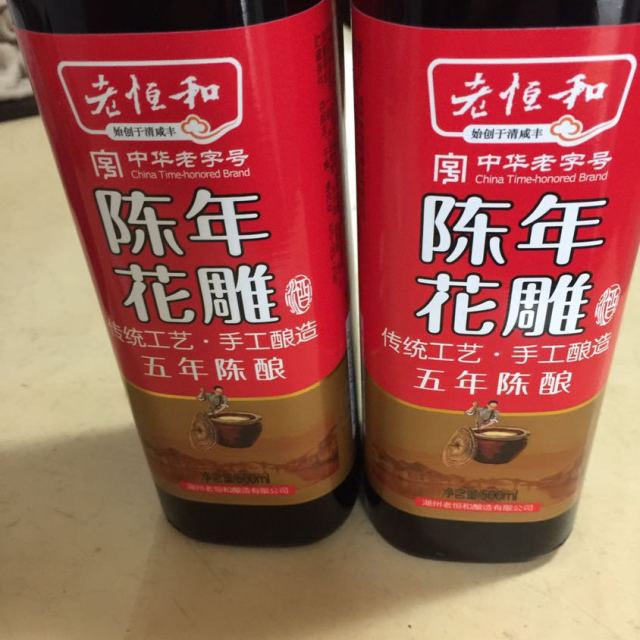 老恒和
始创于清咸丰
中华老字号
China Time-honored Brand
陈年
花雕酒
传统工艺·手工酿造
五年陈酿
净含量500ml
湖州老恒和酿造有限公司
老恒和
始创于清咸丰
中华老字号
China Time-honored Brand
陈年
花雕酒
传统工艺·手工酿造
五年陈酿
净含量500ml
湖州老恒和酿造有限公司